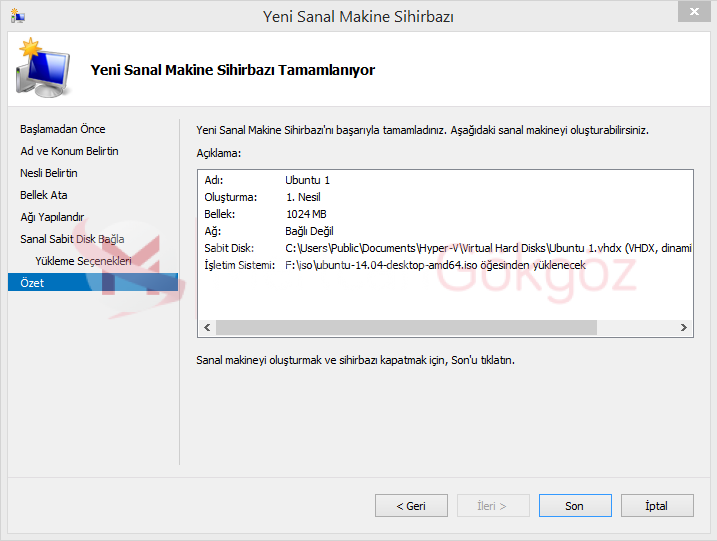 Yeni Sanal Makine Sihirbazı
Yeni Sanal Makine Sihirbazı Tamamlanıyor
Başlamadan Önce
Ad ve Konum Belirtin
Nesli Belirtin
Bellek Ata
Ağı Yapılandır
Sanal Sabit Disk Bağla
Yükleme Seçenekleri
Özet
Yeni Sanal Makine Sihirbazı'nı başarıyla tamamladınız. Aşağıdaki sanal makineyi oluşturabilirsiniz.
Açıklama:
Adı: Ubuntu 1
Oluşturma: 1. Nesil
Bellek: 1024 MB
Ağ: Bağlı Değil
Sabit Disk: C:\Users\Public\Documents\Hyper-V\Virtual Hard Disks\Ubuntu 1.vhdx (VHDX, dinami
İşletim Sistemi: F:\iso\ubuntu-14.04-desktop-amd64.iso öğesinden yüklenecek
Gokgoz
Sanal makineyi oluşturmak ve sihirbazı kapatmak için, Son'u tıklatın.
< Geri
İleri >
Son
İptal